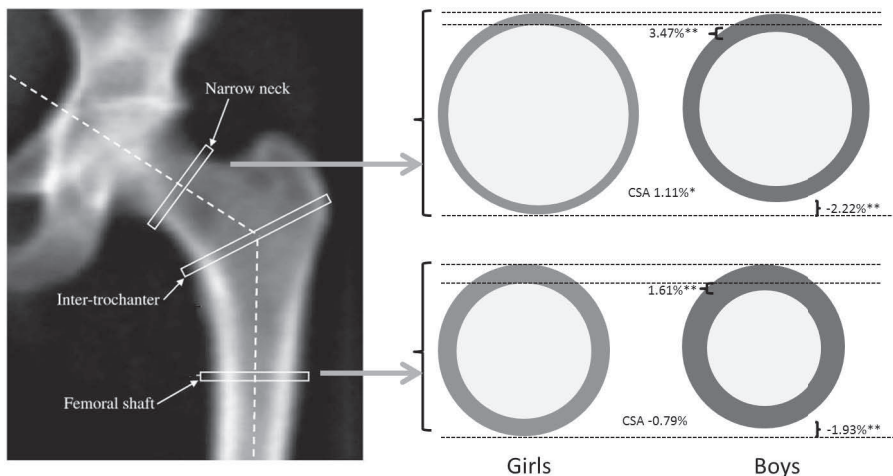 Narrow neck
Inter-trochanter
Femoral shaft
3.47%**
CSA 1.11%*
-2.22%**
1.61%**
CSA -0.79%
-1.93%**
Girls
Boys